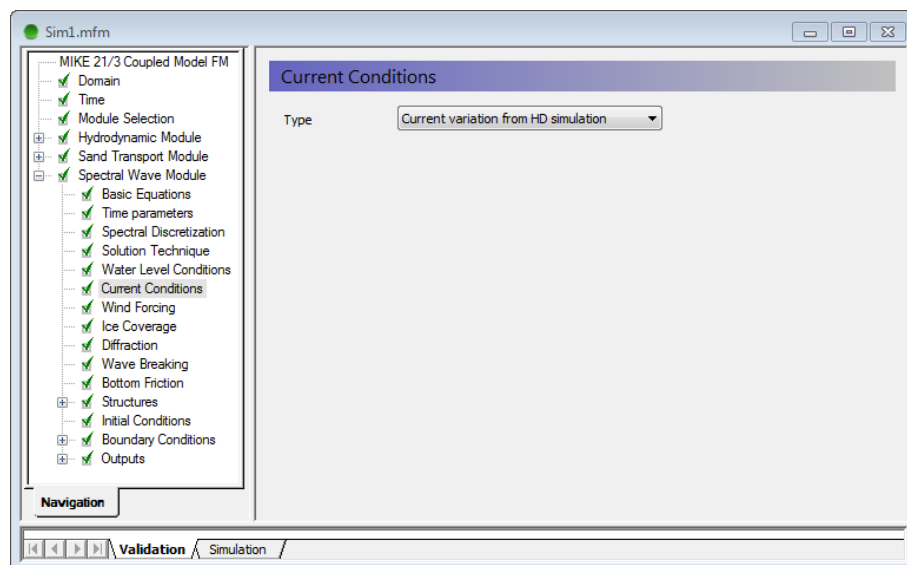 Sim1.mfm
MIKE 21/3 Coupled Model FM
Domain
Time
Module Selection
Hydrodynamic Module
Sand Transport Module
Spectral Wave Module
Basic Equations
Time parameters
Spectral Discretization
Solution Technique
Water Level Conditions
Current Conditions
Wind Forcing
Ice Coverage
Diffraction
Wave Breaking
Bottom Friction
Structures
Initial Conditions
Boundary Conditions
Outputs
Navigation
Current Conditions
Type Current variation from HD simulation
Validation Simulation